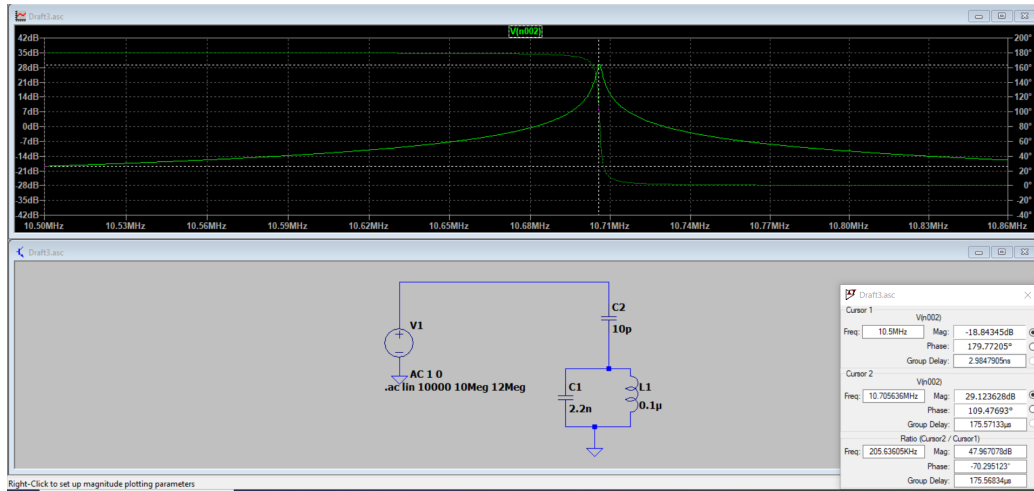 Draft3.asc
V(n002)
42dB 200°
35dB 180°
28dB 160°
21dB 140°
14dB 120°
7dB 100°
0dB 80°
-7dB 60°
-14dB 40°
-21dB 20°
-28dB 0°
-35dB -20°
-42dB -40°
10.50MHz 10.53MHz 10.56MHz 10.59MHz 10.62MHz 10.65MHz 10.68MHz 10.71MHz 10.74MHz 10.77MHz 10.80MHz 10.83MHz 10.86MHz
Draft3.asc
V1
AC 1 0
.ac lin 10000 10Meg 12Meg
C2
10p
C1
2.2n
L1
0.1µ
Draft3.asc
Cursor 1
V(n002)
Freq: 10.5MHz Mag: -18.84345dB
Phase: 179.77205°
Group Delay: 2.9847905ns
Cursor 2
V(n002)
Freq: 10.705636MHz Mag: 29.123628dB
Phase: 109.47693°
Group Delay: 175.57133µs
Ratio (Cursor2 / Cursor1)
Freq: 205.63605KHz Mag: 47.967078dB
Phase: -70.295123°
Group Delay: 175.56834µs
Right-Click to set up magnitude plotting parameters